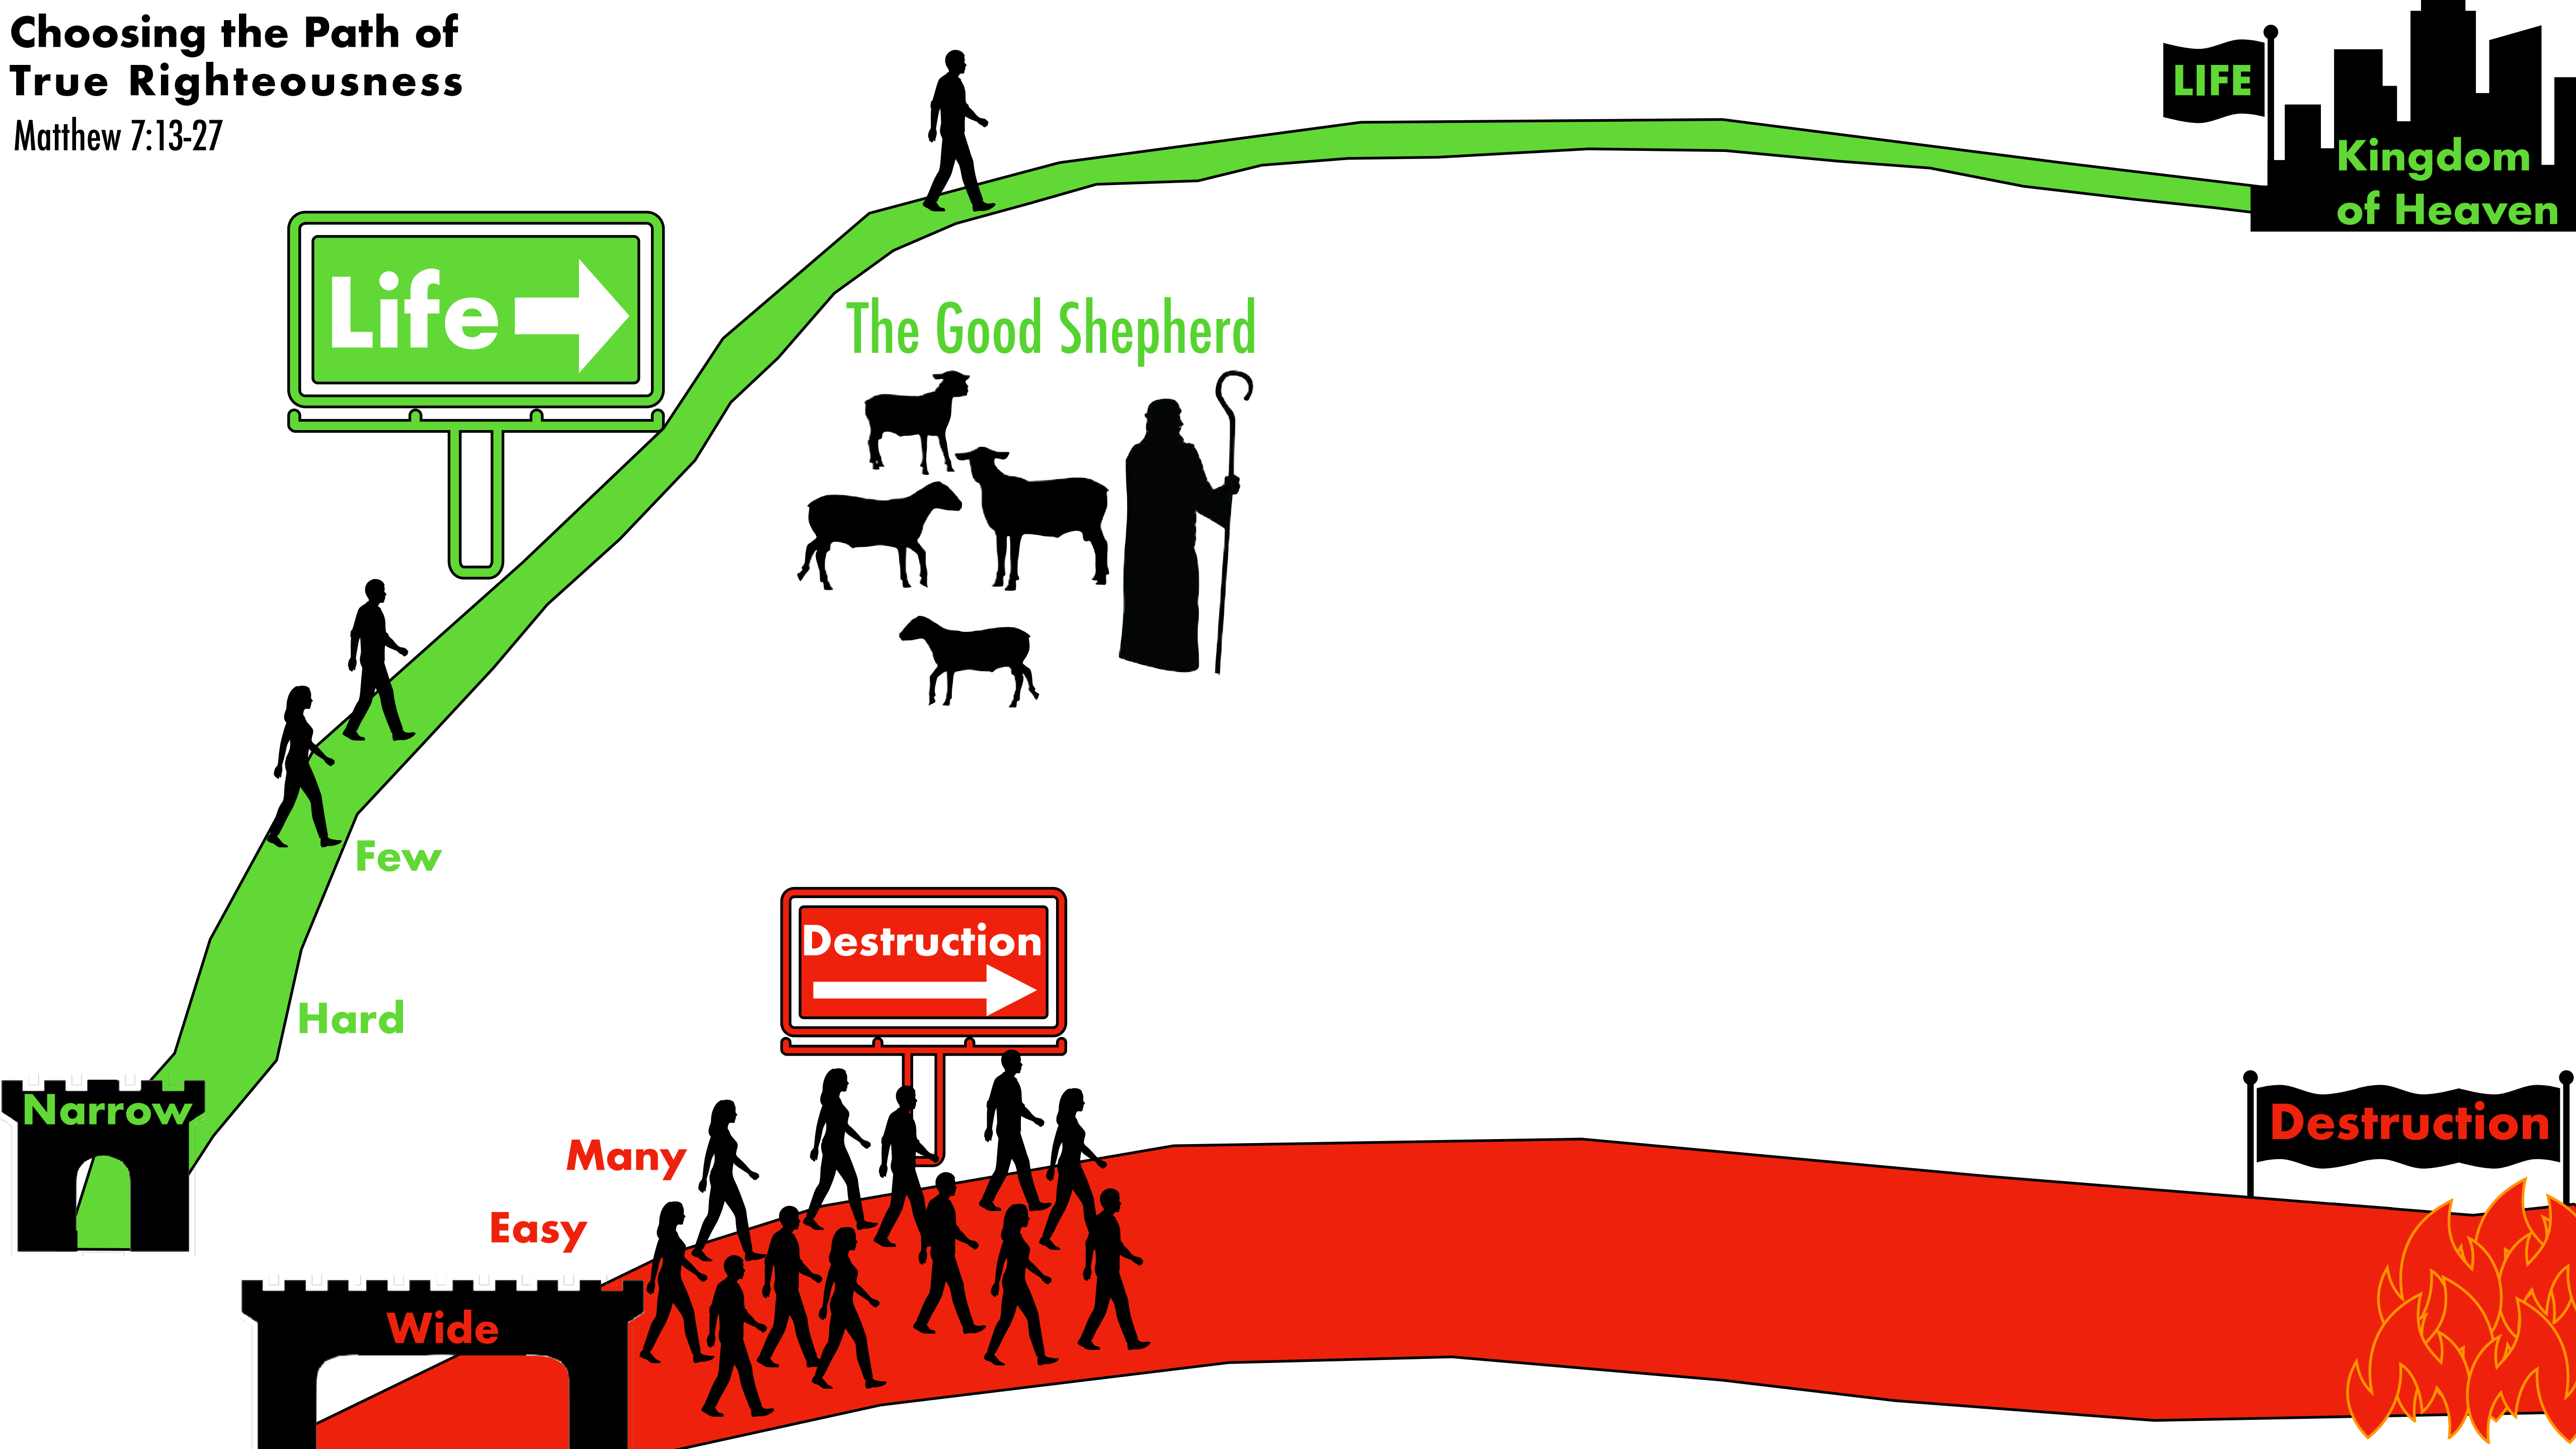 Choosing the Path of
True Righteousness
Matthew 7:13-27
LIFE
Kingdom
of Heaven
Life
The Good Shepherd
Few
Hard
Narrow
Destruction
Many
Easy
Wide
Destruction